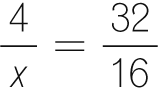 4/x = 32/16